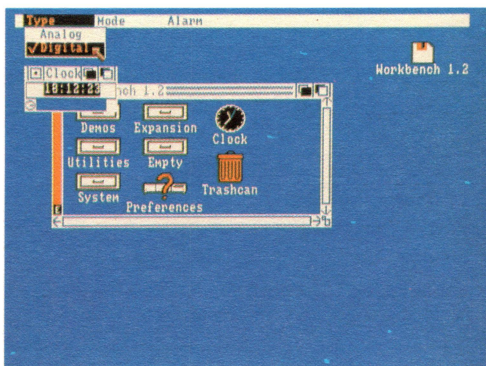 Type Mode Alarm
Analog
✓Digital
Workbench 1.2
Clock
10:12:23
nch 1.2
Demos Expansion
Clock
Utilities Empty
Trashcan
System
Preferences